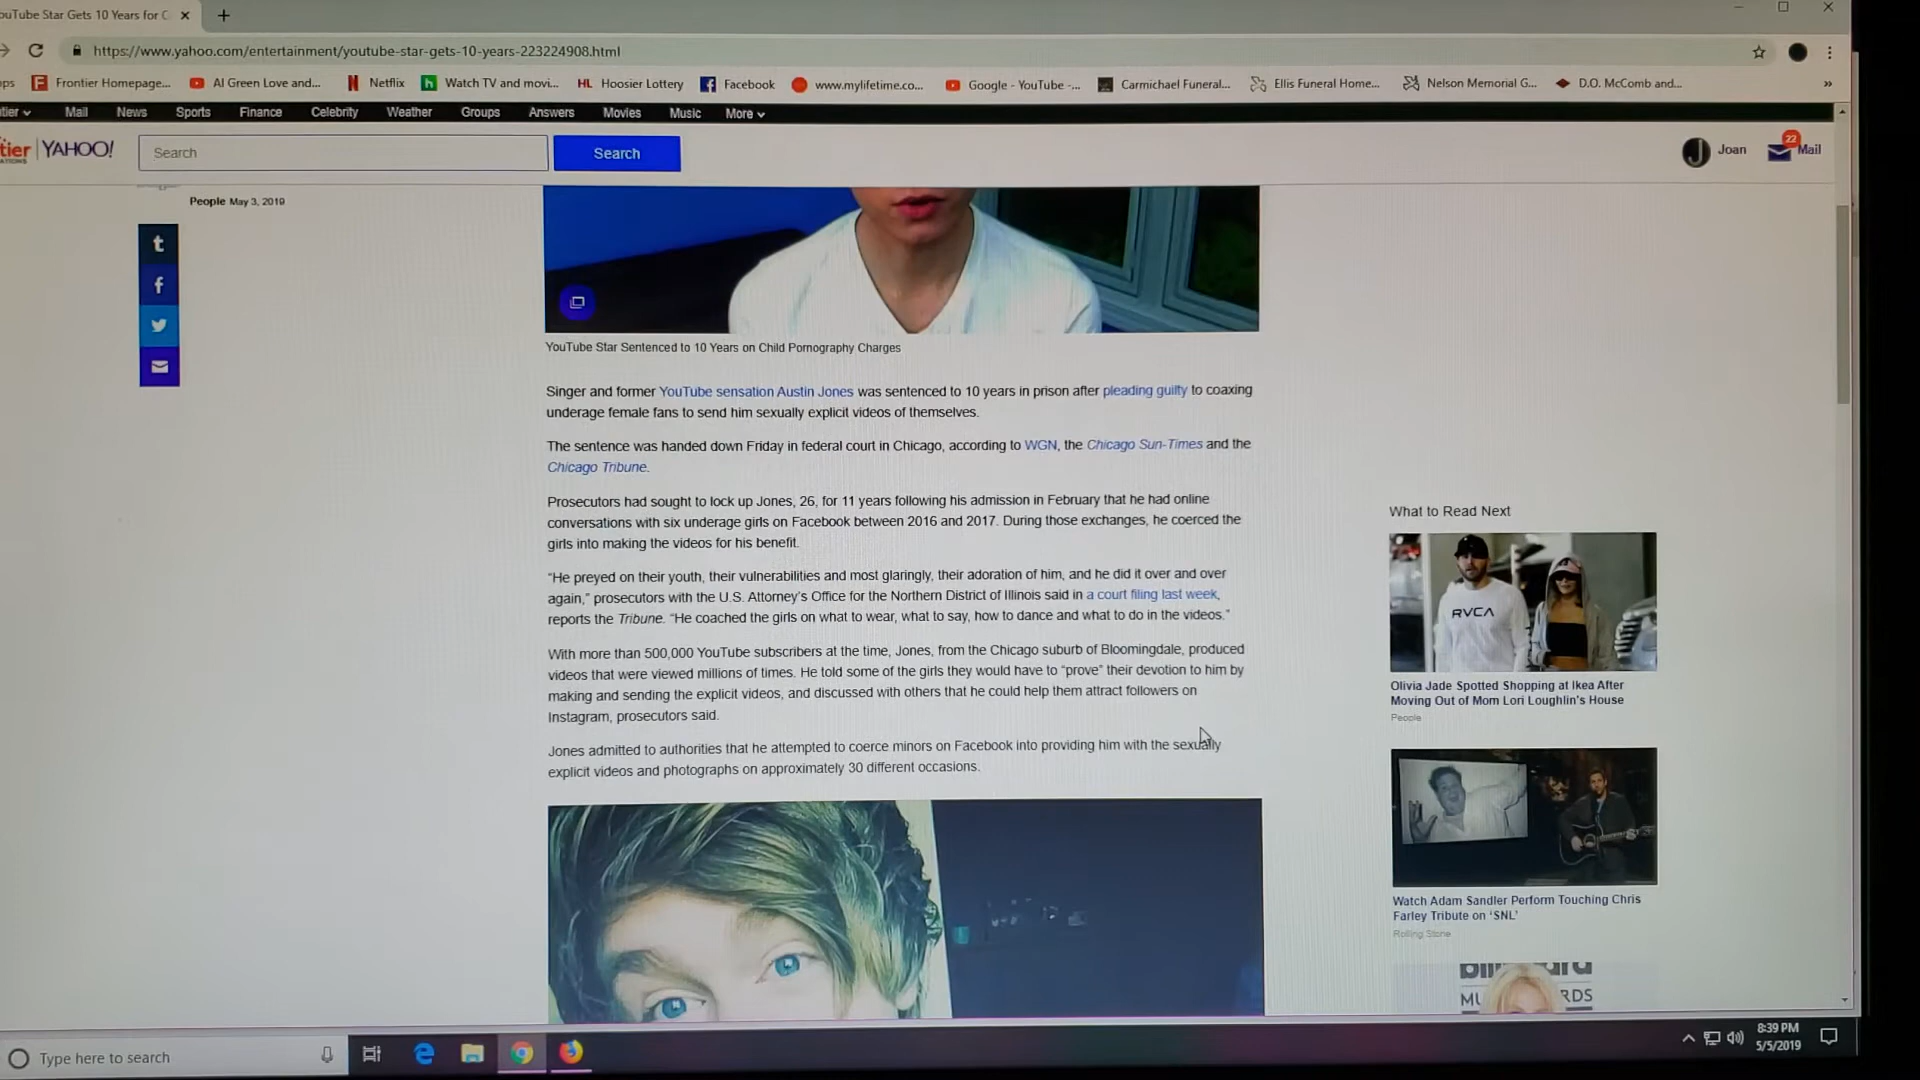 ouTube Star Gets 10 Years for C
https://www.yahoo.com/entertainment/youtube-star-gets-10-years-223224908.html
ps Frontier Homepage... Al Green Love and... Netflix Watch TV and movi... HL Hoosier Lottery Facebook www.mylifetime.co... Google - YouTube -... Carmichael Funeral... Ellis Funeral Home... Nelson Memorial G... D.O. McComb and... »
tier Mail News Sports Finance Celebrity Weather Groups Answers Movies Music More
tier YAHOO! Search Search Joan 22 Mail
People May 3, 2019
YouTube Star Sentenced to 10 Years on Child Pornography Charges
Singer and former YouTube sensation Austin Jones was sentenced to 10 years in prison after pleading guilty to coaxing
underage female fans to send him sexually explicit videos of themselves.
The sentence was handed down Friday in federal court in Chicago, according to WGN, the Chicago Sun-Times and the
Chicago Tribune.
Prosecutors had sought to lock up Jones, 26, for 11 years following his admission in February that he had online
conversations with six underage girls on Facebook between 2016 and 2017. During those exchanges, he coerced the
girls into making the videos for his benefit.
“He preyed on their youth, their vulnerabilities and most glaringly, their adoration of him, and he did it over and over
again,” prosecutors with the U.S. Attorney’s Office for the Northern District of Illinois said in a court filing last week,
reports the Tribune. “He coached the girls on what to wear, what to say, how to dance and what to do in the videos.”
With more than 500,000 YouTube subscribers at the time, Jones, from the Chicago suburb of Bloomingdale, produced
videos that were viewed millions of times. He told some of the girls they would have to “prove” their devotion to him by
making and sending the explicit videos, and discussed with others that he could help them attract followers on
Instagram, prosecutors said.
Jones admitted to authorities that he attempted to coerce minors on Facebook into providing him with the sexually
explicit videos and photographs on approximately 30 different occasions.
What to Read Next
RVCA
Olivia Jade Spotted Shopping at Ikea After
Moving Out of Mom Lori Loughlin’s House
People
Watch Adam Sandler Perform Touching Chris
Farley Tribute on ‘SNL’
Rolling Stone
Type here to search
8:39 PM
5/5/2019